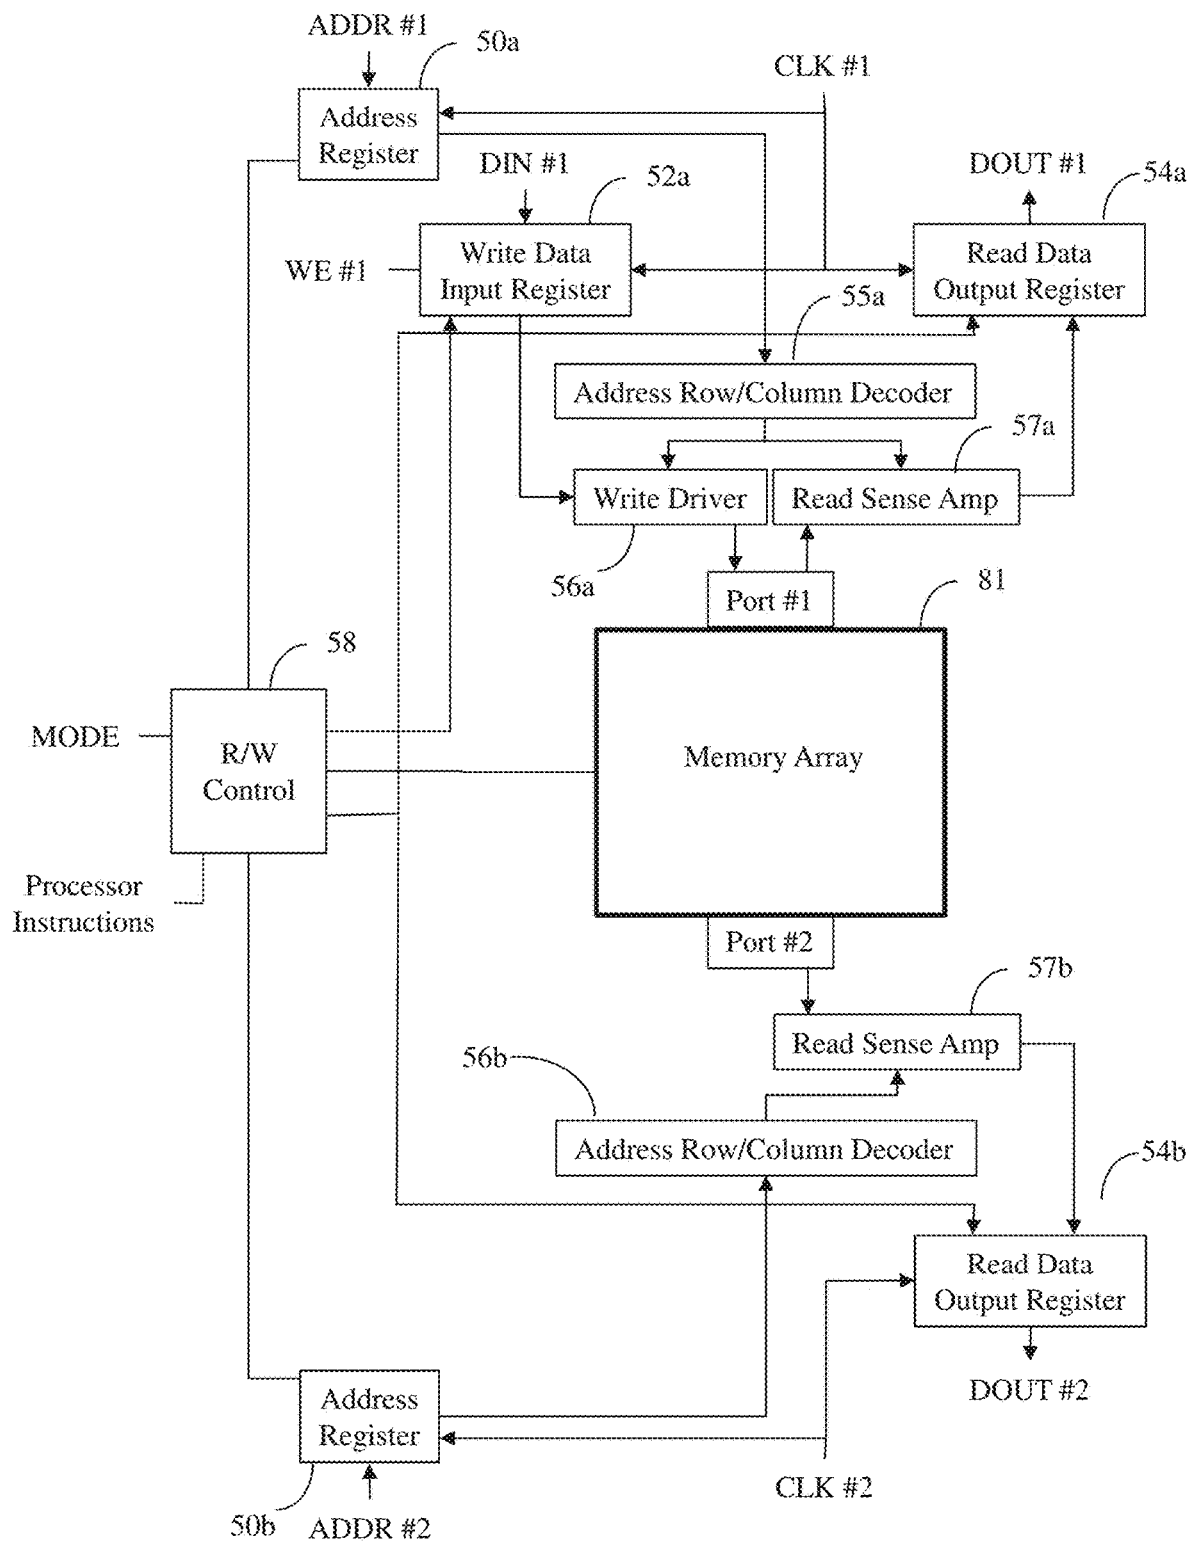 ADDR #1
50a
CLK #1
Address
Register
DIN #1
52a
DOUT #1
54a
WE #1
Write Data
Input Register
Read Data
Output Register
55a
Address Row/Column Decoder
57a
Write Driver
Read Sense Amp
56a
Port #1
81
58
MODE
R/W
Control
Memory Array
Processor
Instructions
Port #2
57b
Read Sense Amp
56b
Address Row/Column Decoder
54b
Read Data
Output Register
DOUT #2
Address
Register
CLK #2
50b
ADDR #2